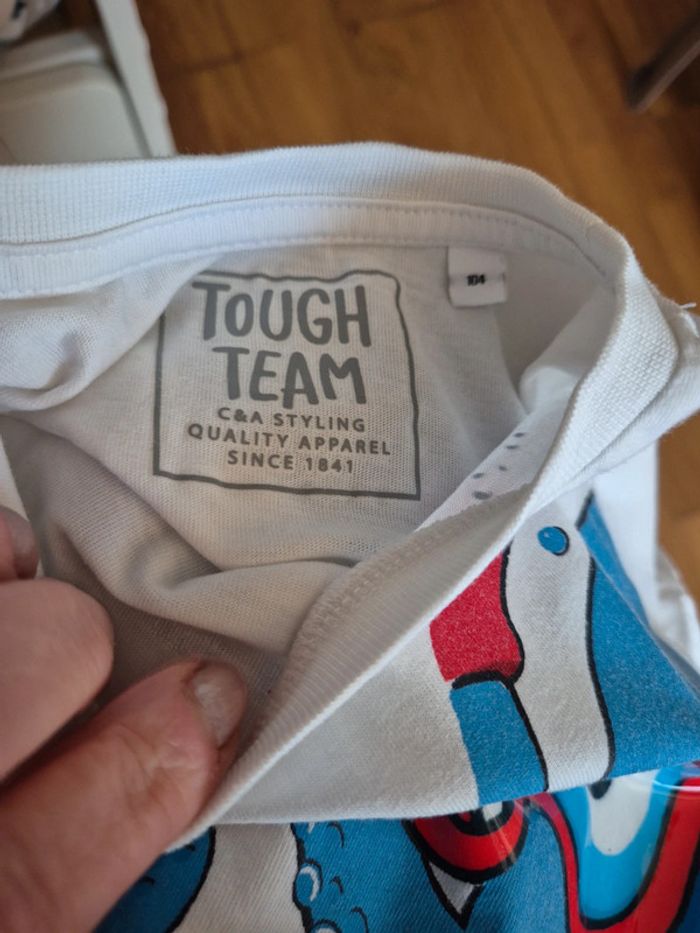 TOUGH
TEAM
C&A STYLING
QUALITY APPAREL
SINCE 1841
104